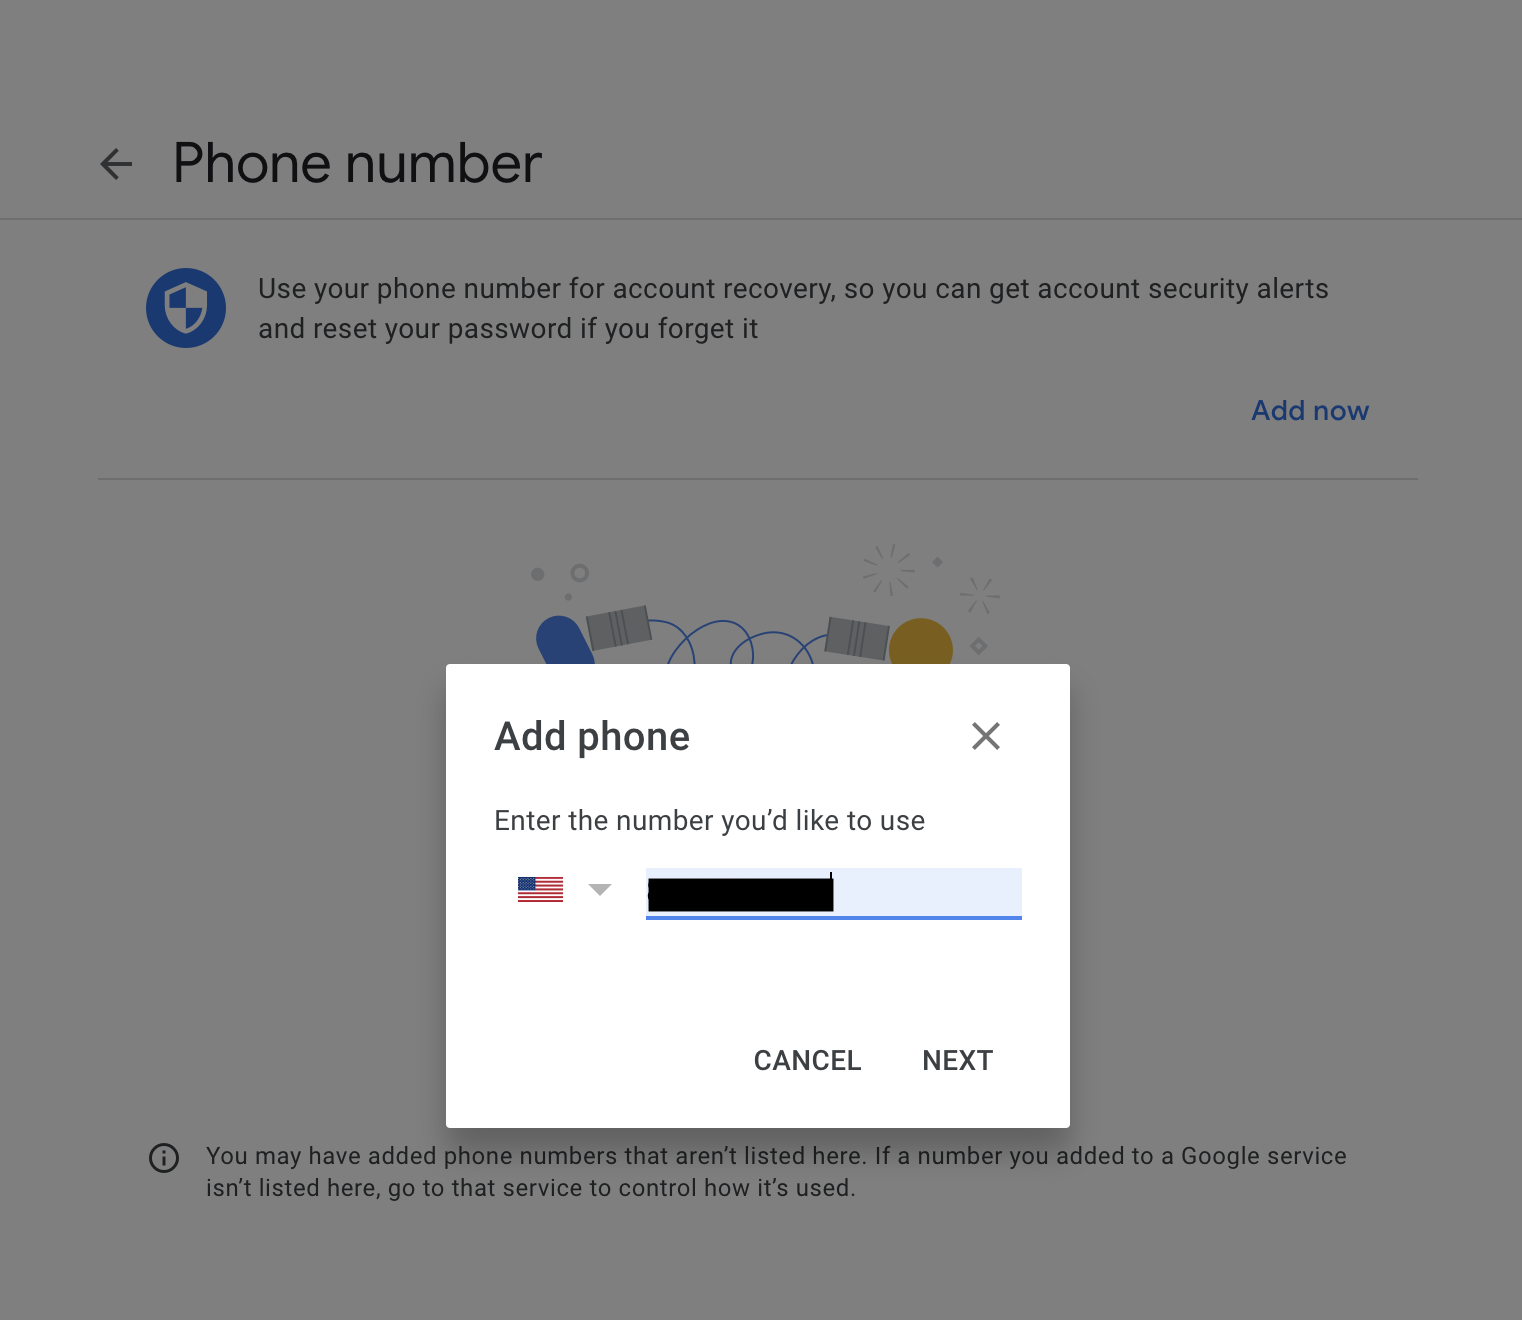 Phone number
Use your phone number for account recovery, so you can get account security alerts
and reset your password if you forget it
Add now
Add phone
Enter the number you’d like to use
CANCEL NEXT
You may have added phone numbers that aren’t listed here. If a number you added to a Google service
isn’t listed here, go to that service to control how it’s used.